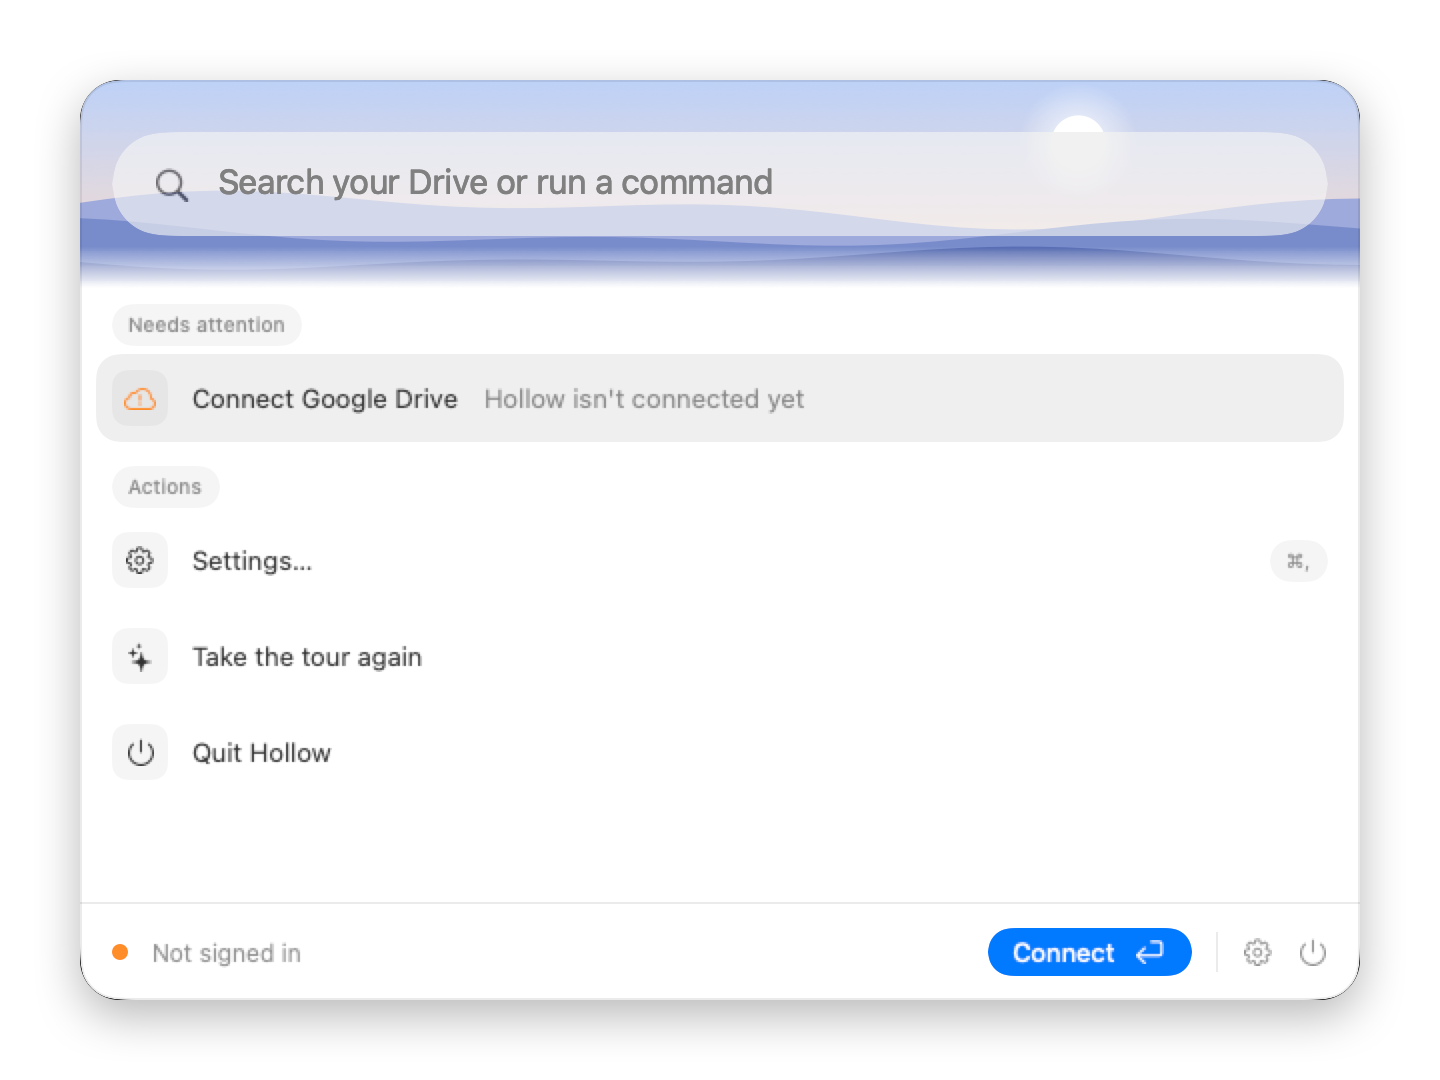 Search your Drive or run a command
Needs attention
Connect Google Drive Hollow isn't connected yet
Actions
Settings... ⌘,
Take the tour again
Quit Hollow
Not signed in Connect